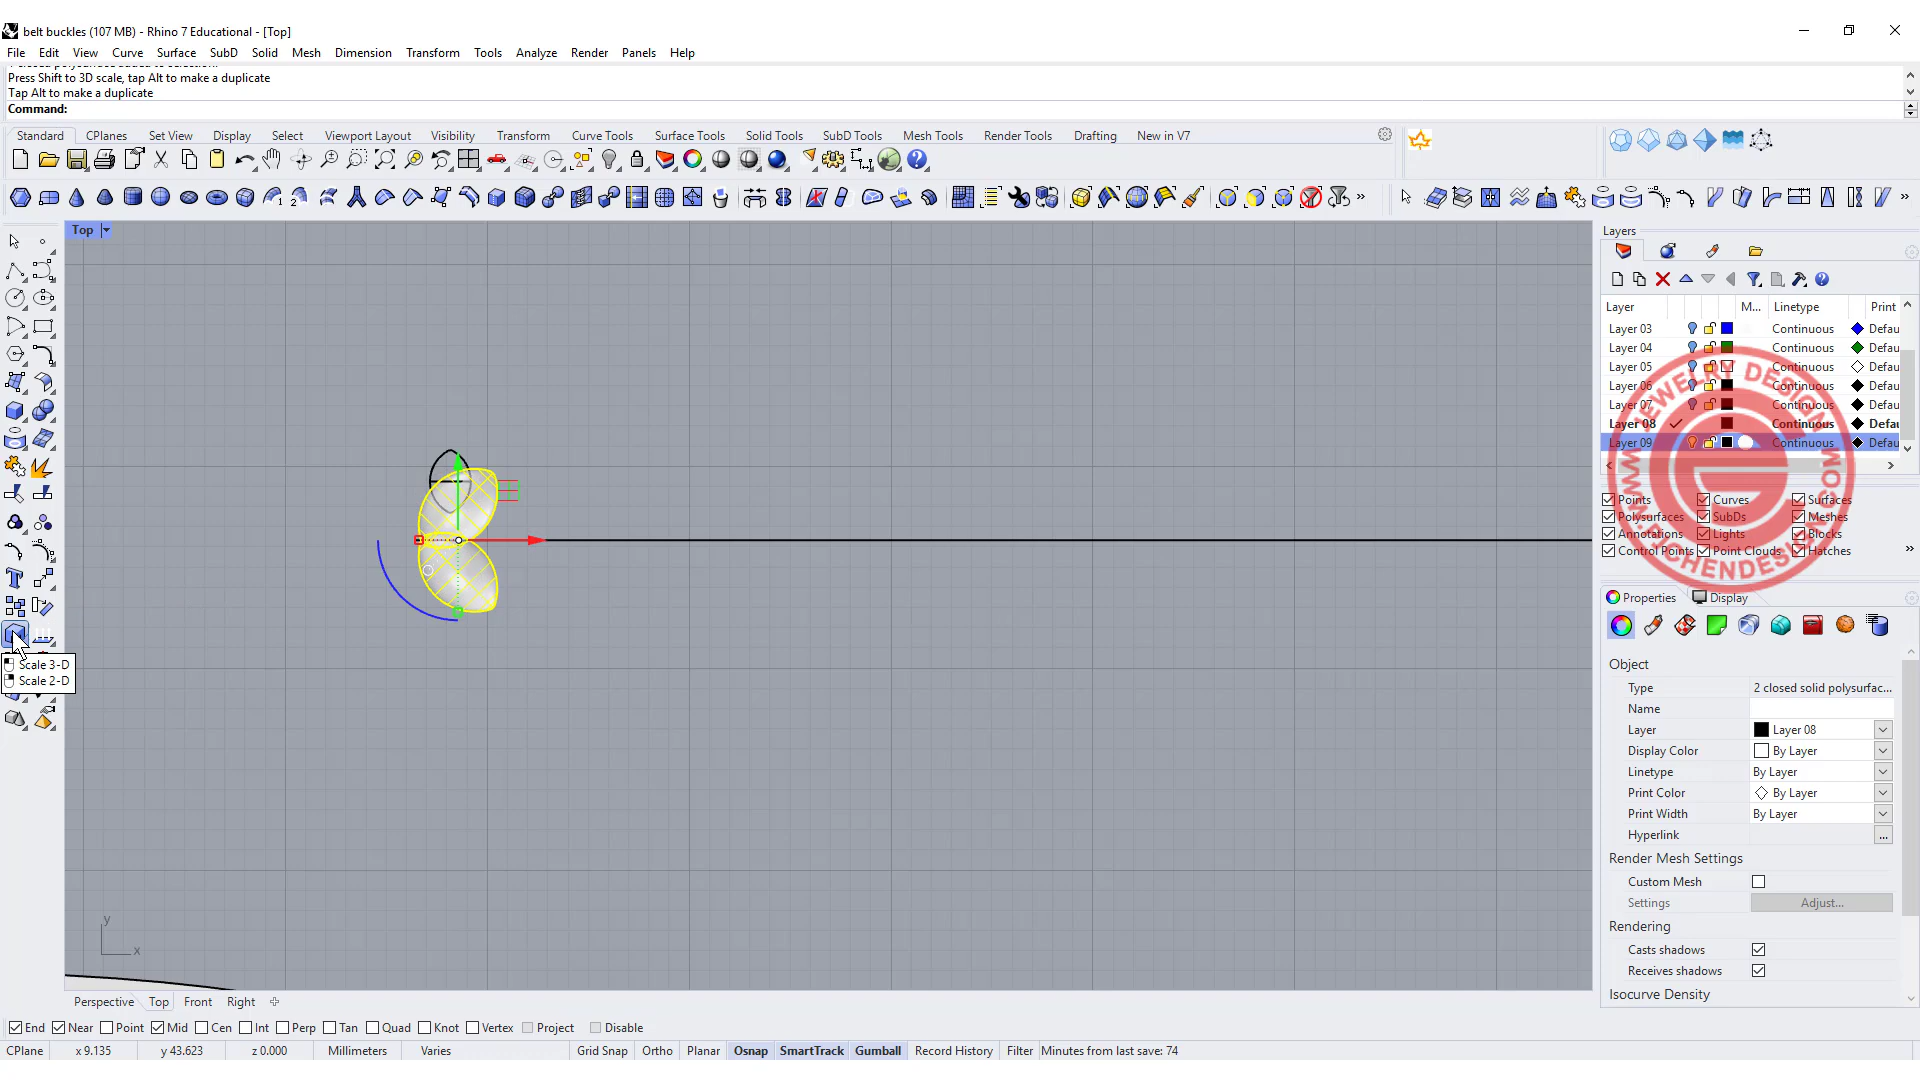 belt buckles (107 MB) - Rhino 7 Educational - [Top]
File Edit View Curve Surface SubD Solid Mesh Dimension Transform Tools Analyze Render Panels Help
Press Shift to 3D scale, tap Alt to make a duplicate
Tap Alt to make a duplicate
Command:
Standard CPlanes Set View Display Select Viewport Layout Visibility Transform Curve Tools Surface Tools Solid Tools SubD Tools Mesh Tools Render Tools Drafting New in V7
Top
Layers
Layer M... Linetype Print
Layer 03 Continuous Defau
Layer 04 Continuous Defau
Layer 05 Continuous Defau
Layer 06 Continuous Defau
Layer 07 Continuous Defau
Layer 08 Continuous Defau
Layer 09 Continuous Defau
JEWELRY DESIGN
WWW.PJCHENDESIGN.COM
Points Curves Surfaces
Polysurfaces SubDs Meshes
Annotations Lights Blocks
Control Points Point Clouds Hatches
Properties Display
Object
Type 2 closed solid polysurfac...
Name
Layer Layer 08
Display Color By Layer
Linetype By Layer
Print Color By Layer
Print Width By Layer
Hyperlink ...
Render Mesh Settings
Custom Mesh
Settings Adjust...
Rendering
Casts shadows
Receives shadows
Isocurve Density
Scale 3-D
Scale 2-D
y
x
Perspective Top Front Right
End Near Point Mid Cen Int Perp Tan Quad Knot Vertex Project Disable
CPlane x 9.135 y 43.623 z 0.000 Millimeters Varies Grid Snap Ortho Planar Osnap SmartTrack Gumball Record History Filter Minutes from last save: 74